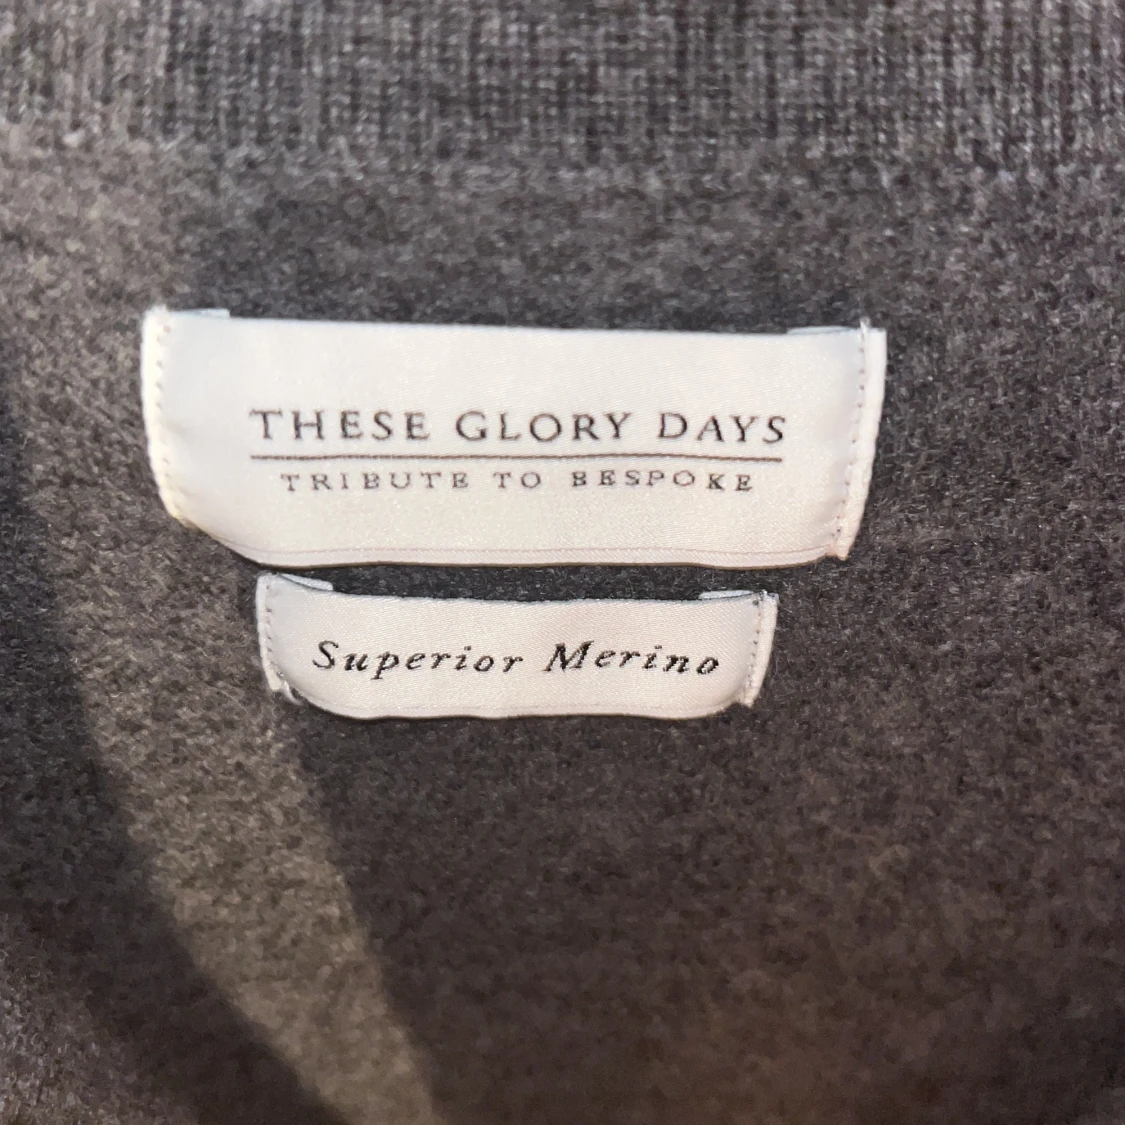 THESE GLORY DAYS
TRIBUTE TO BESPOKE
Superior Merino